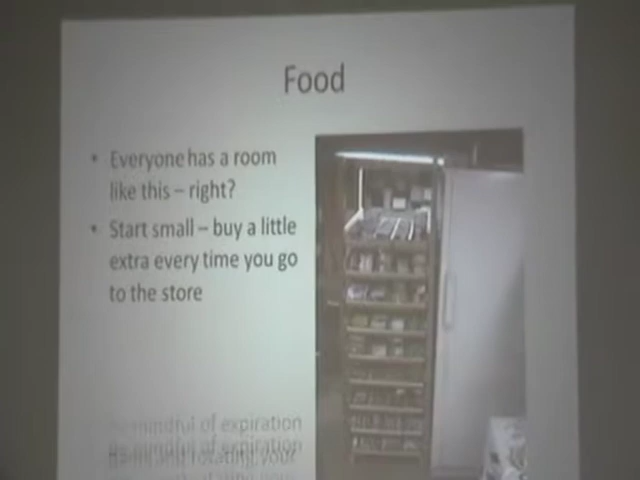 Food
• Everyone has a room
like this – right?
• Start small – buy a little
extra every time you go
to the store
Be mindful of expiration